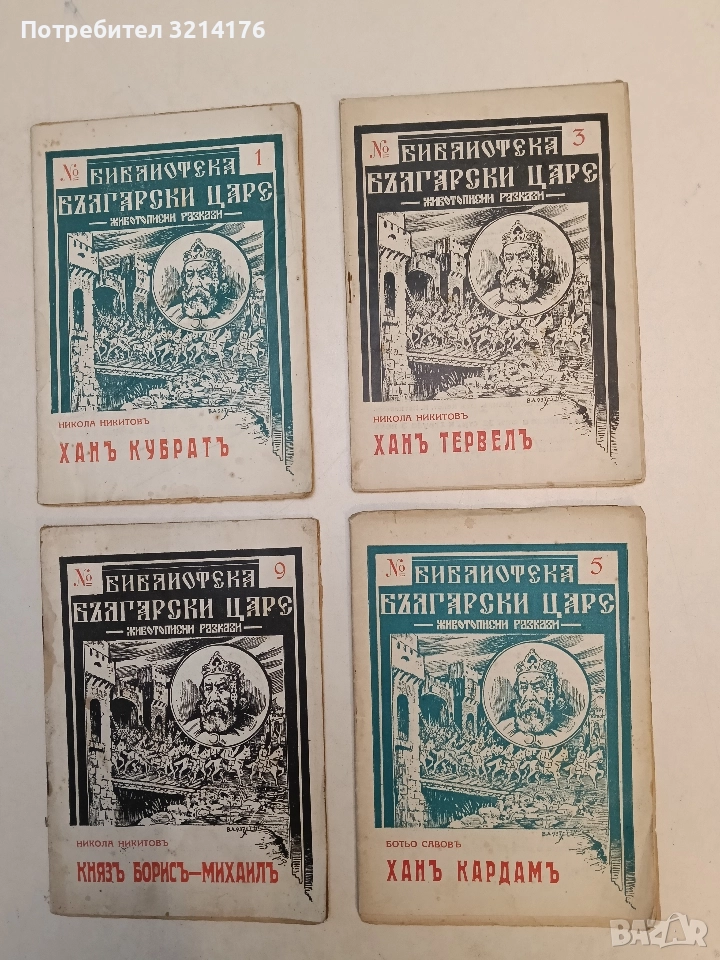 Потребител 3214176
№ 1
БИБЛИОТЕКА
БЪЛГАРСКИ ЦАРЕ
— ЖИВОТОПИСНИ РАЗКАЗИ —
НИКОЛА НИКИТОВЪ
ХАНЪ КУБРАТЪ
№ 3
БИБЛИОТЕКА
БЪЛГАРСКИ ЦАРЕ
— ЖИВОТОПИСНИ РАЗКАЗИ —
НИКОЛА НИКИТОВЪ
ХАНЪ ТЕРВЕЛЪ
№ 9
БИБЛИОТЕКА
БЪЛГАРСКИ ЦАРЕ
— ЖИВОТОПИСНИ РАЗКАЗИ —
НИКОЛА НИКИТОВЪ
КНЯЗЪ БОРИСЪ—МИХАИЛЪ
№ 5
БИБЛИОТЕКА
БЪЛГАРСКИ ЦАРЕ
— ЖИВОТОПИСНИ РАЗКАЗИ —
БОТЬО САВОВЪ
ХАНЪ КАРДАМЪ
BAZAR